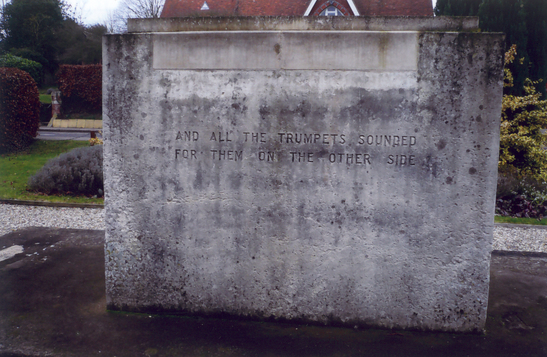 AND ALL THE TRUMPETS SOUNDED
FOR THEM ON THE OTHER SIDE